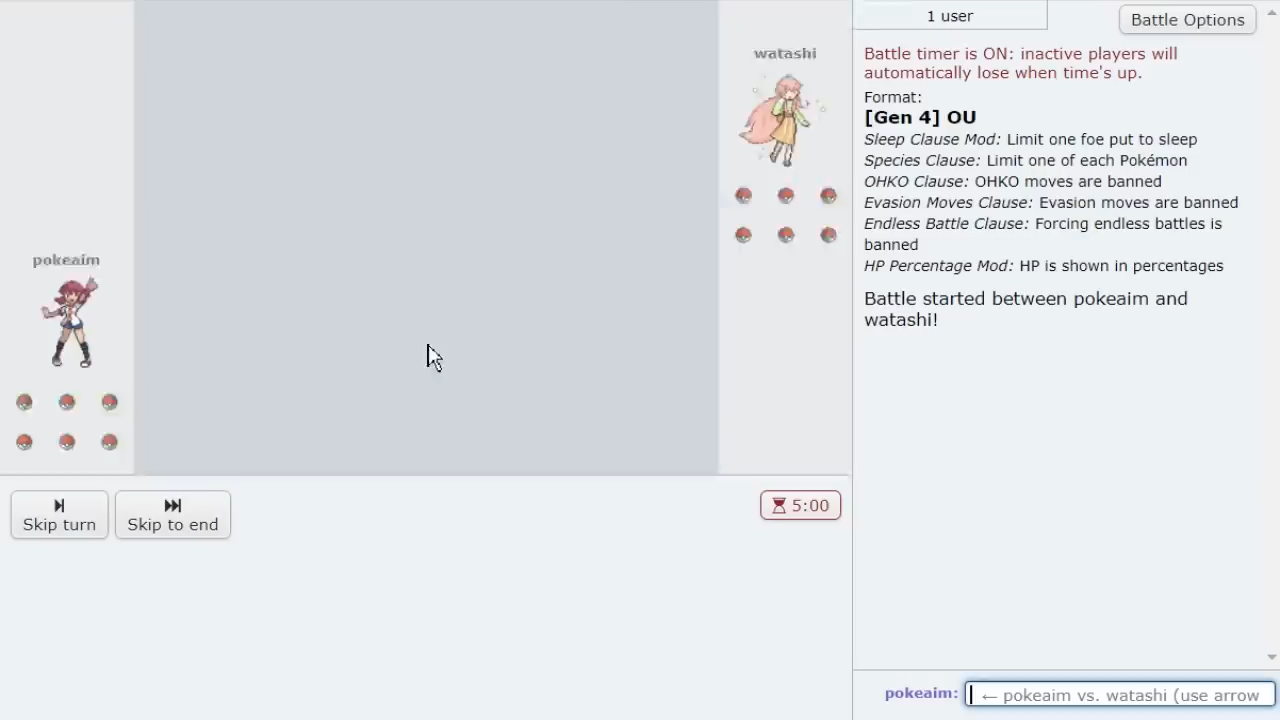 1 user
Battle Options
watashi
pokeaim
Battle timer is ON: inactive players will
automatically lose when time's up.
Format:
[Gen 4] OU
Sleep Clause Mod: Limit one foe put to sleep
Species Clause: Limit one of each Pokémon
OHKO Clause: OHKO moves are banned
Evasion Moves Clause: Evasion moves are banned
Endless Battle Clause: Forcing endless battles is
banned
HP Percentage Mod: HP is shown in percentages
Battle started between pokeaim and
watashi!
Skip turn
Skip to end
5:00
pokeaim:
← pokeaim vs. watashi (use arrow